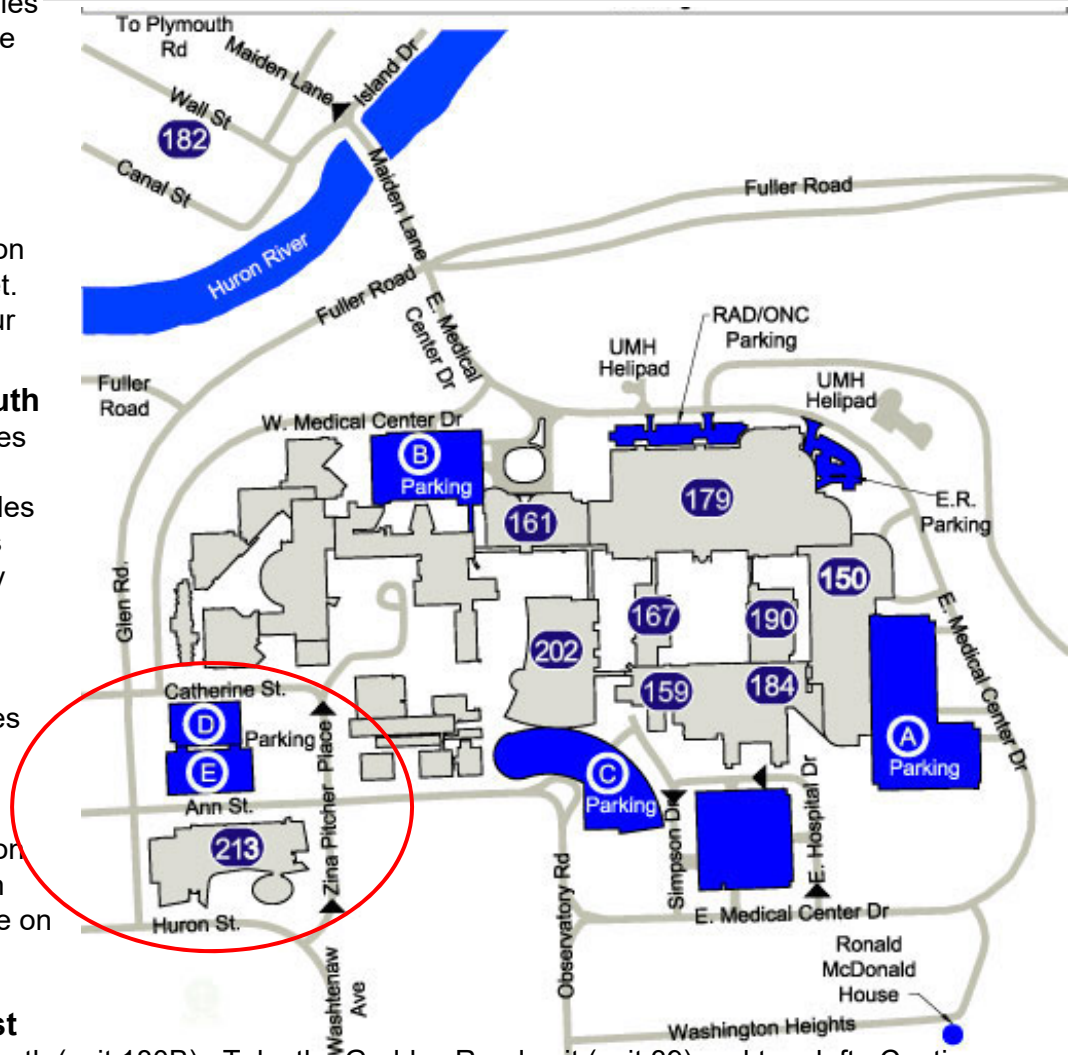 les
To Plymouth
Rd
e
Maiden Lane
Island Dr
Wall St
182
Canal St
Maiden Lane
Fuller Road
on
Huron River
t.
Fuller Road
ur
E. Medical
Center Dr
RAD/ONC
Parking
UMH
Helipad
Fuller
Road
UMH
Helipad
uth
W. Medical Center Dr
es
B
Parking
les
161
179
E.R.
Parking
s
150
y
Glen Rd.
167
190
202
E. Medical Center Dr
159
184
Catherine St.
es
D
Parking
E
Zina Pitcher Place
A
Parking
C
Parking
Ann St.
Simpson Dr
E. Hospital Dr
213
on
n
e on
Huron St.
Observatory Rd
E. Medical Center Dr
Washtenaw
Ave
Ronald
McDonald
House
Washington Heights
st